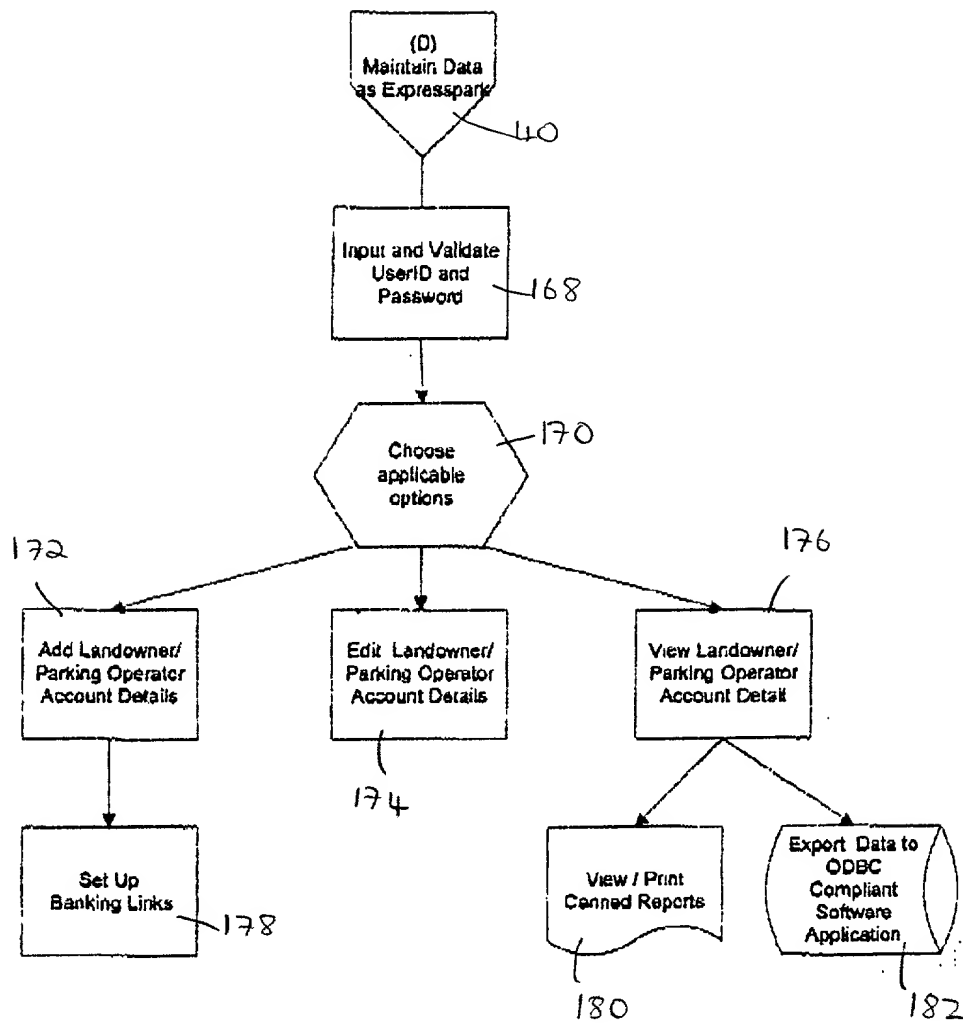 (D)
Maintain Data
as Expresspark
40
Input and Validate
UserID and
Password
168
Choose
applicable
options
170
172
176
Add Landowner/
Parking Operator
Account Details
Edit Landowner/
Parking Operator
Account Details
View Landowner/
Parking Operator
Account Detail
174
Set Up
Banking Links
178
View / Print
Canned Reports
180
Export Data to
ODBC
Compliant
Software
Application
182